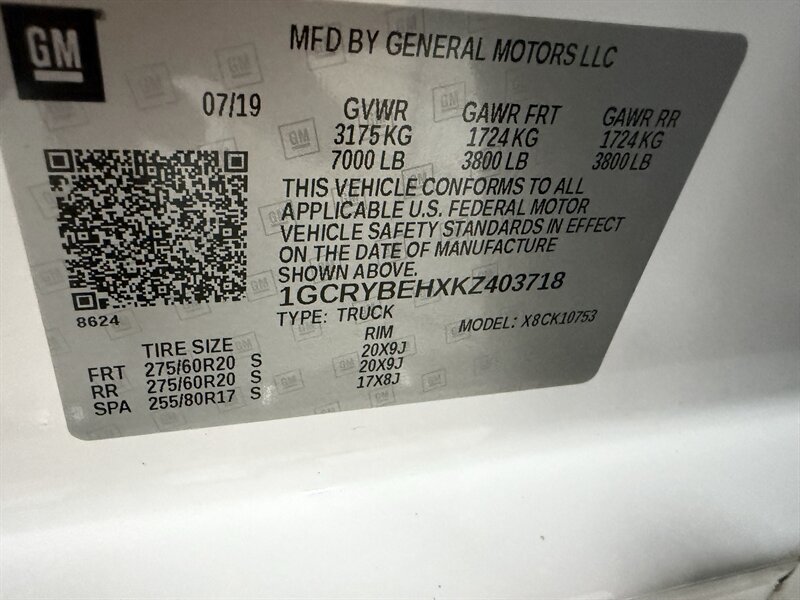 GM
MFD BY GENERAL MOTORS LLC
07/19 GVWR GAWR FRT GAWR RR
3175 KG 1724 KG 1724 KG
7000 LB 3800 LB 3800 LB
THIS VEHICLE CONFORMS TO ALL
APPLICABLE U.S. FEDERAL MOTOR
VEHICLE SAFETY STANDARDS IN EFFECT
ON THE DATE OF MANUFACTURE
SHOWN ABOVE.
1GCRYBEHXKZ403718
8624
TYPE: TRUCK MODEL: X8CK10753
TIRE SIZE RIM
FRT 275/60R20 S 20X9J
RR 275/60R20 S 20X9J
SPA 255/80R17 S 17X8J